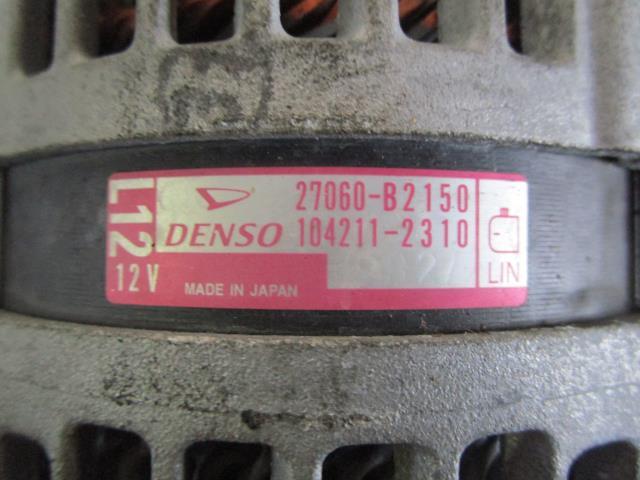 L12
27060-B2150
DENSO 104211-2310
12V MADE IN JAPAN
LIN